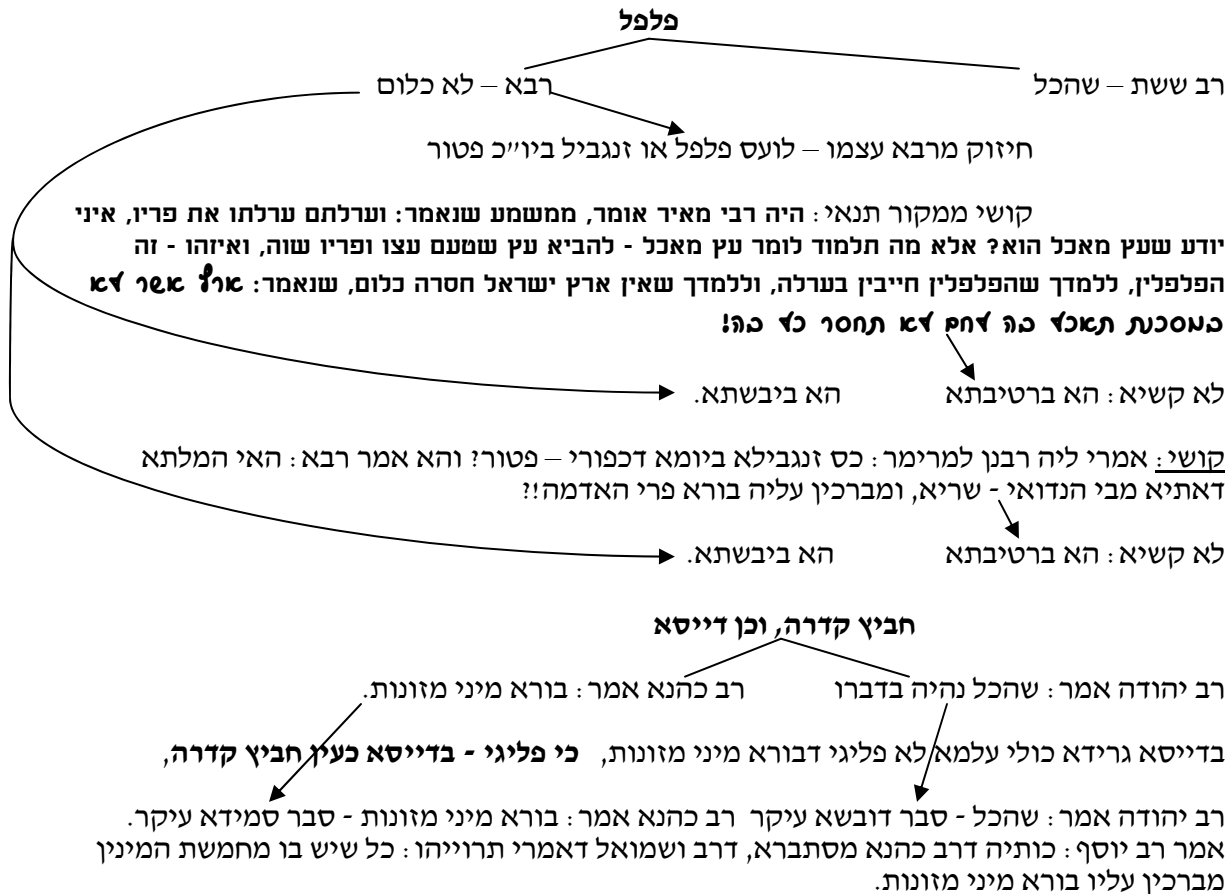 פלפל
רב ששת – שהכל רבא – לא כלום
חיזוק מרבא עצמו – לועס פלפל או זנגביל ביו״כ פטור
קושי ממקור תנאי: היה רבי מאיר אומר, ממשמע שנאמר: וערלתם ערלתו את פריו, איני
יודע שעץ מאכל הוא? אלא מה תלמוד לומר עץ מאכל - להביא עץ שטעם עצו ופריו שוה, ואיזהו - זה
הפלפלין, ללמדך שהפלפלין חייבין בערלה, וללמדך שאין ארץ ישראל חסרה כלום, שנאמר: ארץ אשר לא
במסכנת תאכל בה לחם לא תחסר כל בה!
לא קשיא: הא ברטיבתא הא ביבשתא.
קושי: אמרי ליה רבנן למרימר: כס זנגבילא ביומא דכפורי – פטור? והא אמר רבא: האי המלתא
דאתיא מבי הנדואי - שריא, ומברכין עליה בורא פרי האדמה!?
לא קשיא: הא ברטיבתא הא ביבשתא.
חביץ קדרה, וכן דייסא
רב יהודה אמר: שהכל נהיה בדברו רב כהנא אמר: בורא מיני מזונות.
בדייסא גרידא כולי עלמא לא פליגי דבורא מיני מזונות, כי פליגי - בדייסא כעין חביץ קדרה,
רב יהודה אמר: שהכל - סבר דובשא עיקר רב כהנא אמר: בורא מיני מזונות - סבר סמידא עיקר.
אמר רב יוסף: כותיה דרב כהנא מסתברא, דרב ושמואל דאמרי תרוייהו: כל שיש בו מחמשת המינין
מברכין עליו בורא מיני מזונות.